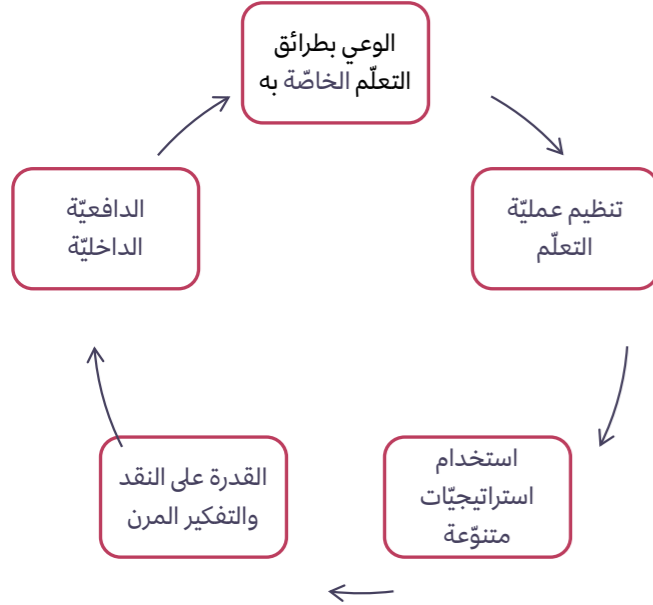 الوعي بطرائق
التعلّم الخاصّة به
تنظيم عمليّة
التعلّم
استخدام
استراتيجيّات
متنوّعة
القدرة على النقد
والتفكير المرن
الدافعيّة
الداخليّة